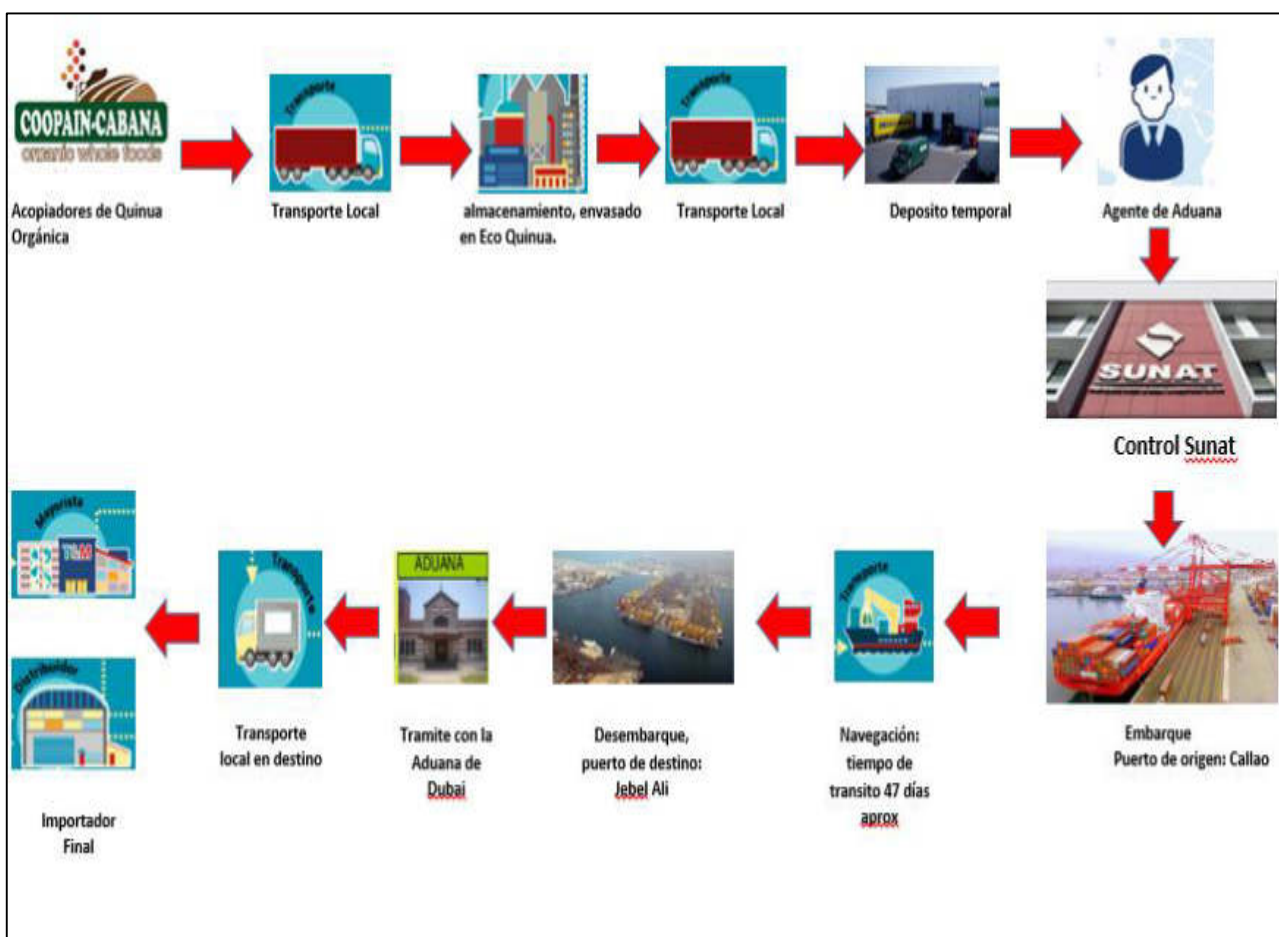 COOPAIN-CABANA
organic whole foods
Acopiadores de Quinua
Orgánica
Transporte
Transporte Local
almacenamiento, envasado
en Eco Quinua.
Transporte
Transporte Local
Deposito temporal
Agente de Aduana
SUNAT
Control Sunat
Embarque
Puerto de origen: Callao
Transporte
Navegación:
tiempo de
transito 47 días
aprox
Desembarque,
puerto de destino:
Jebel Ali
ADUANA
Tramite con la
Aduana de
Dubai
Transporte
Transporte
local en destino
Mayorista
Distribuidor
Importador
Final